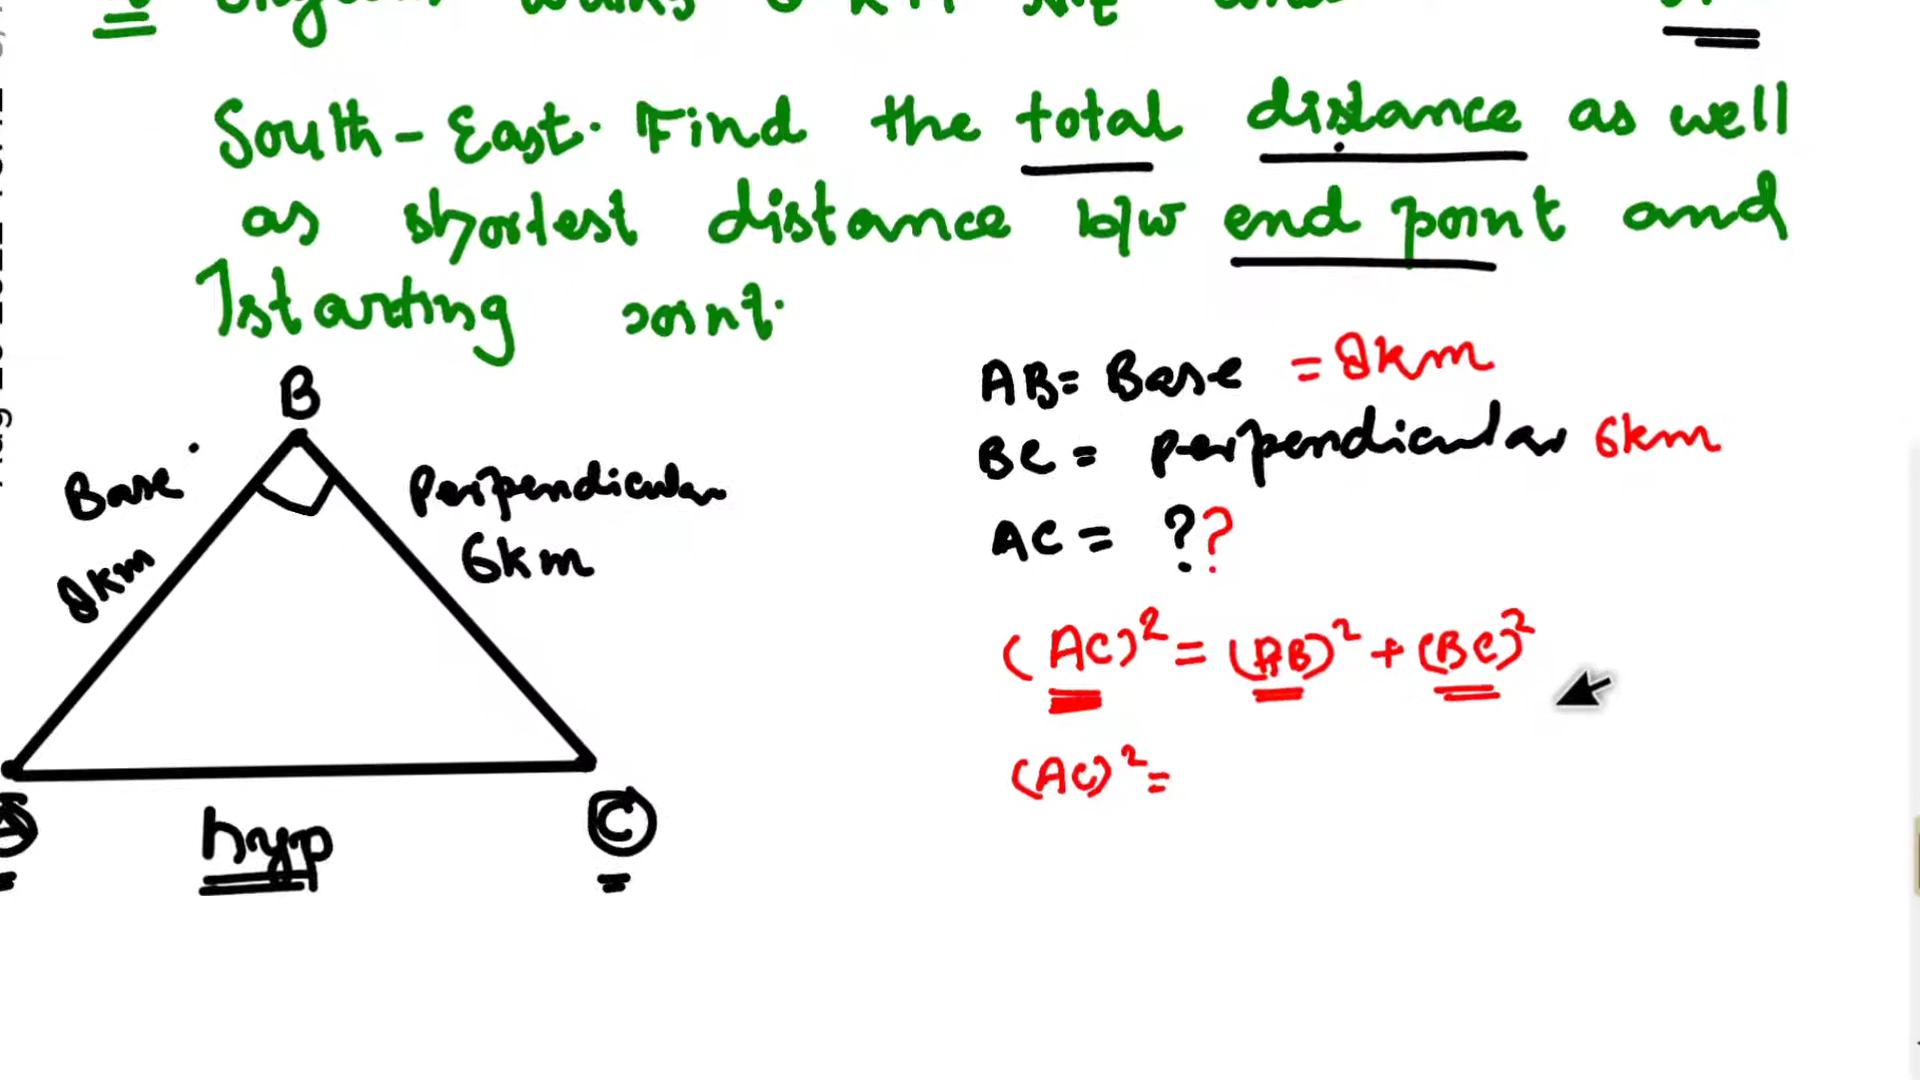 South-East. Find the total distance as well
as shortest distance b/w end point and
starting point.
B
Base
8km
Perpendicular
6km
A
hyp
C
AB= Base = 8km
BC = perpendicular 6km
AC = ??
(AC)² = (AB)² + (BC)²
(AC)² =